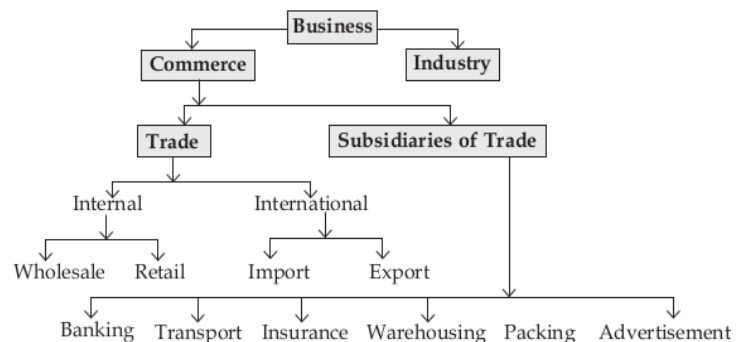 Business
Commerce Industry
Trade Subsidiaries of Trade
Internal International
Wholesale Retail Import Export
Banking Transport Insurance Warehousing Packing Advertisement